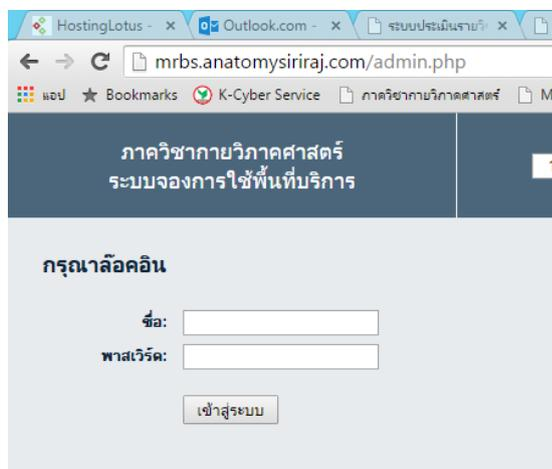 HostingLotus -
Outlook.com -
ระบบประเมินรายวิ
mrbs.anatomysiriraj.com/admin.php
แอป Bookmarks K-Cyber Service ภาควิชากายวิภาคศาสตร์ M
ภาควิชากายวิภาคศาสตร์
ระบบจองการใช้พื้นที่บริการ
กรุณาล๊อคอิน
ชื่อ:
พาสเวิร์ด:
เข้าสู่ระบบ